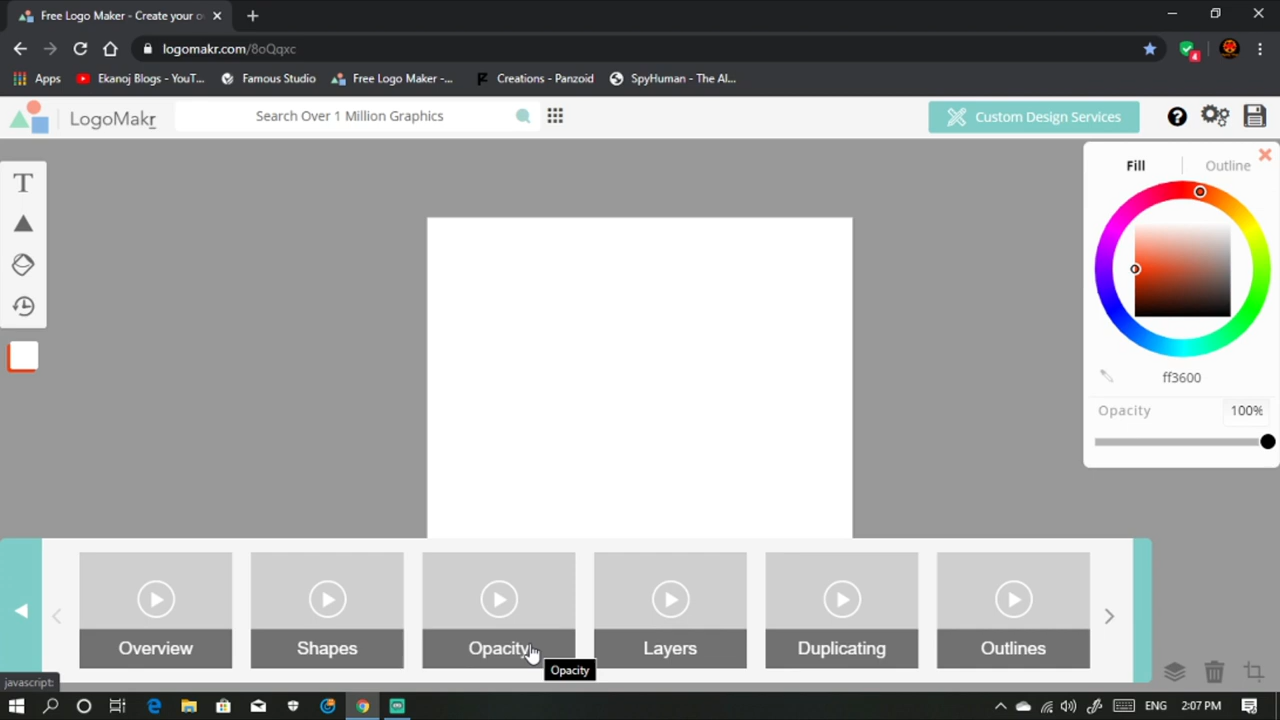 Free Logo Maker - Create your o
logomakr.com/8oQqxc
4
Apps
Ekanoj Blogs - YouT...
Famous Studio
Free Logo Maker -...
Creations - Panzoid
SpyHuman - The Al...
LogoMakr
Search Over 1 Million Graphics
Custom Design Services
?
T
Fill
Outline
ff3600
Opacity
100%
Overview
Shapes
Opacity
Layers
Duplicating
Outlines
Opacity
javascript:
ENG
2:07 PM